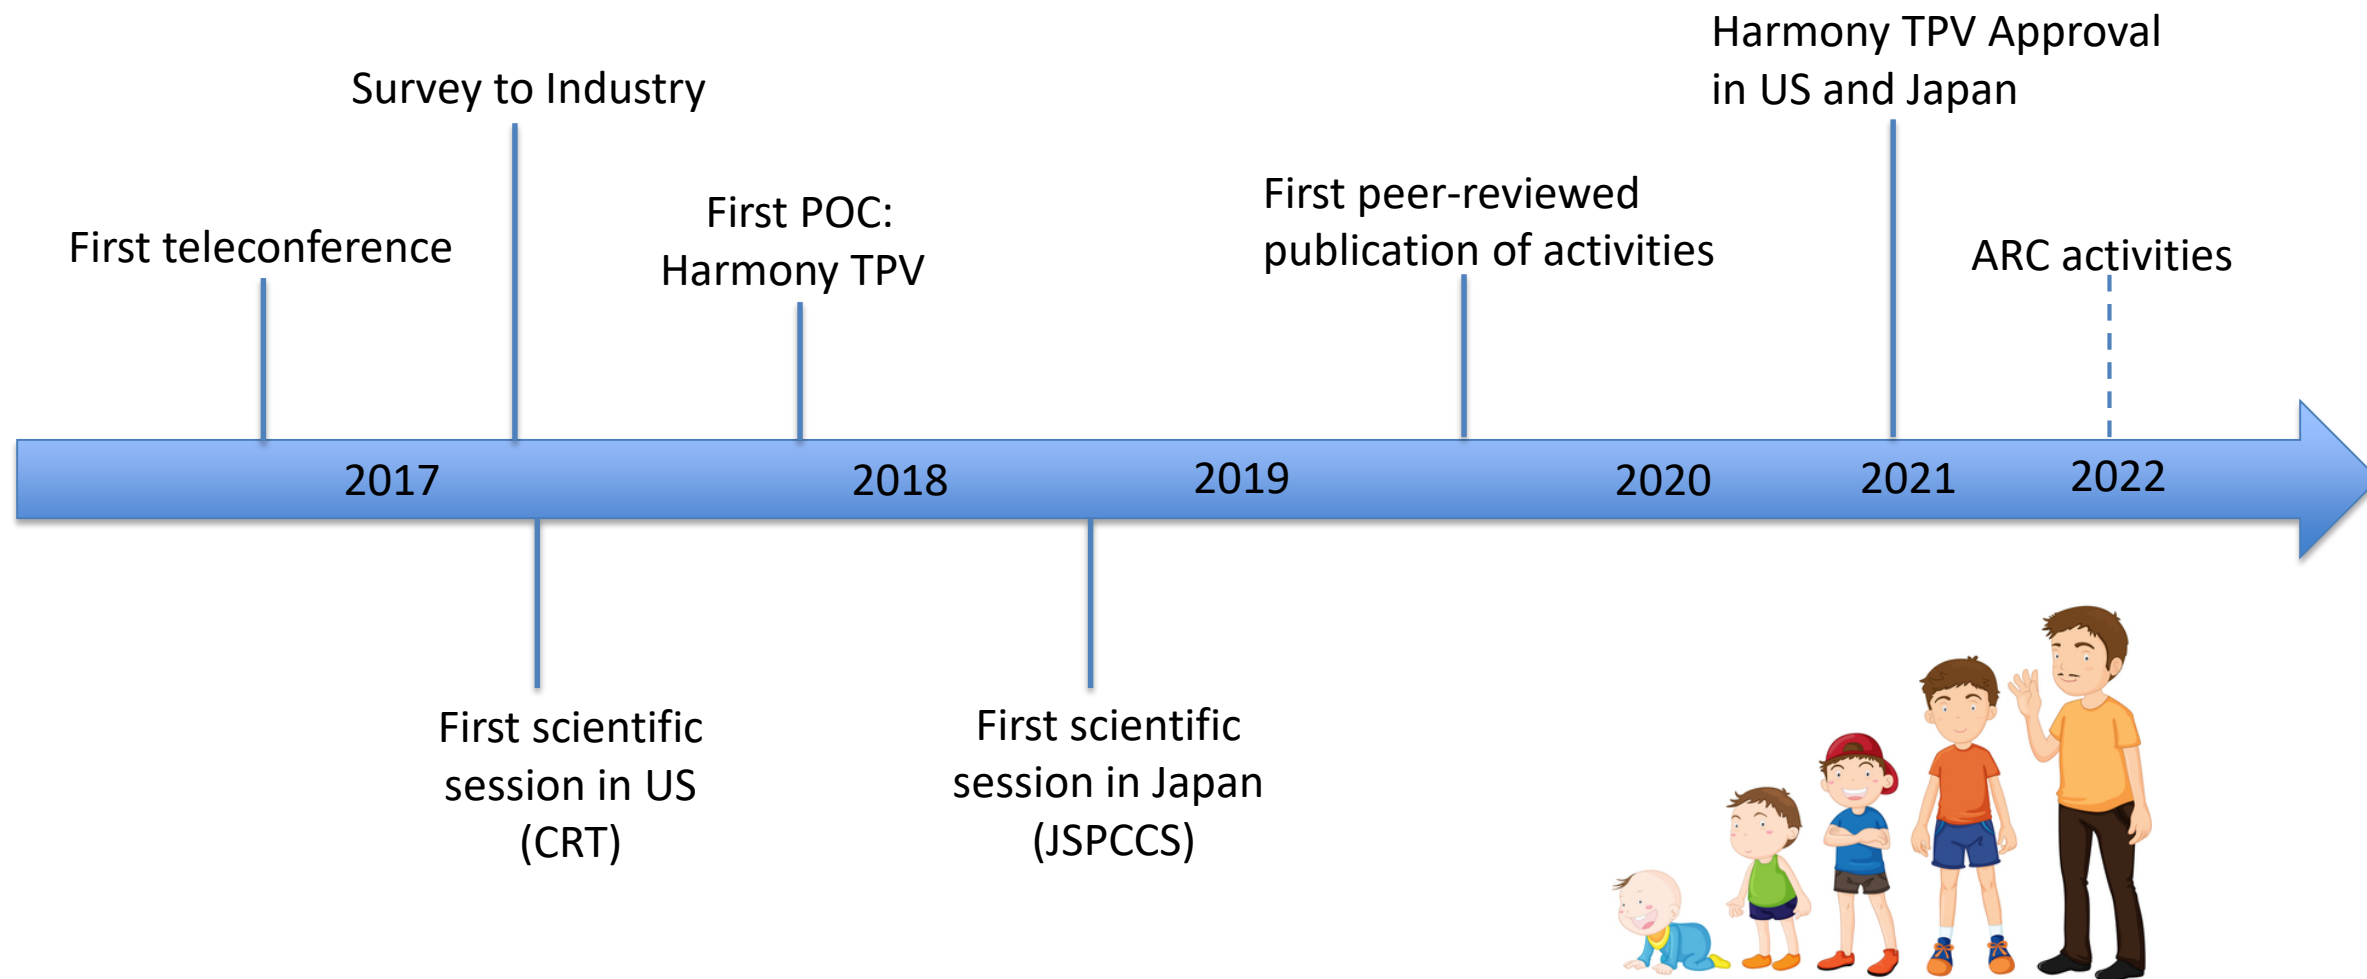 Harmony TPV Approval
in US and Japan
Survey to Industry
First peer-reviewed
publication of activities
First POC:
Harmony TPV
First teleconference
ARC activities
2017
2018
2019
2020
2021
2022
First scientific
session in US
(CRT)
First scientific
session in Japan
(JSPCCS)